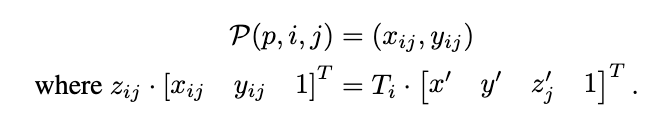 𝒫(p, i, j) = (x_{ij}, y_{ij})
where z_{ij} · [x_{ij} y_{ij} 1]^T = T_i · [x′ y′ z′_j 1]^T .